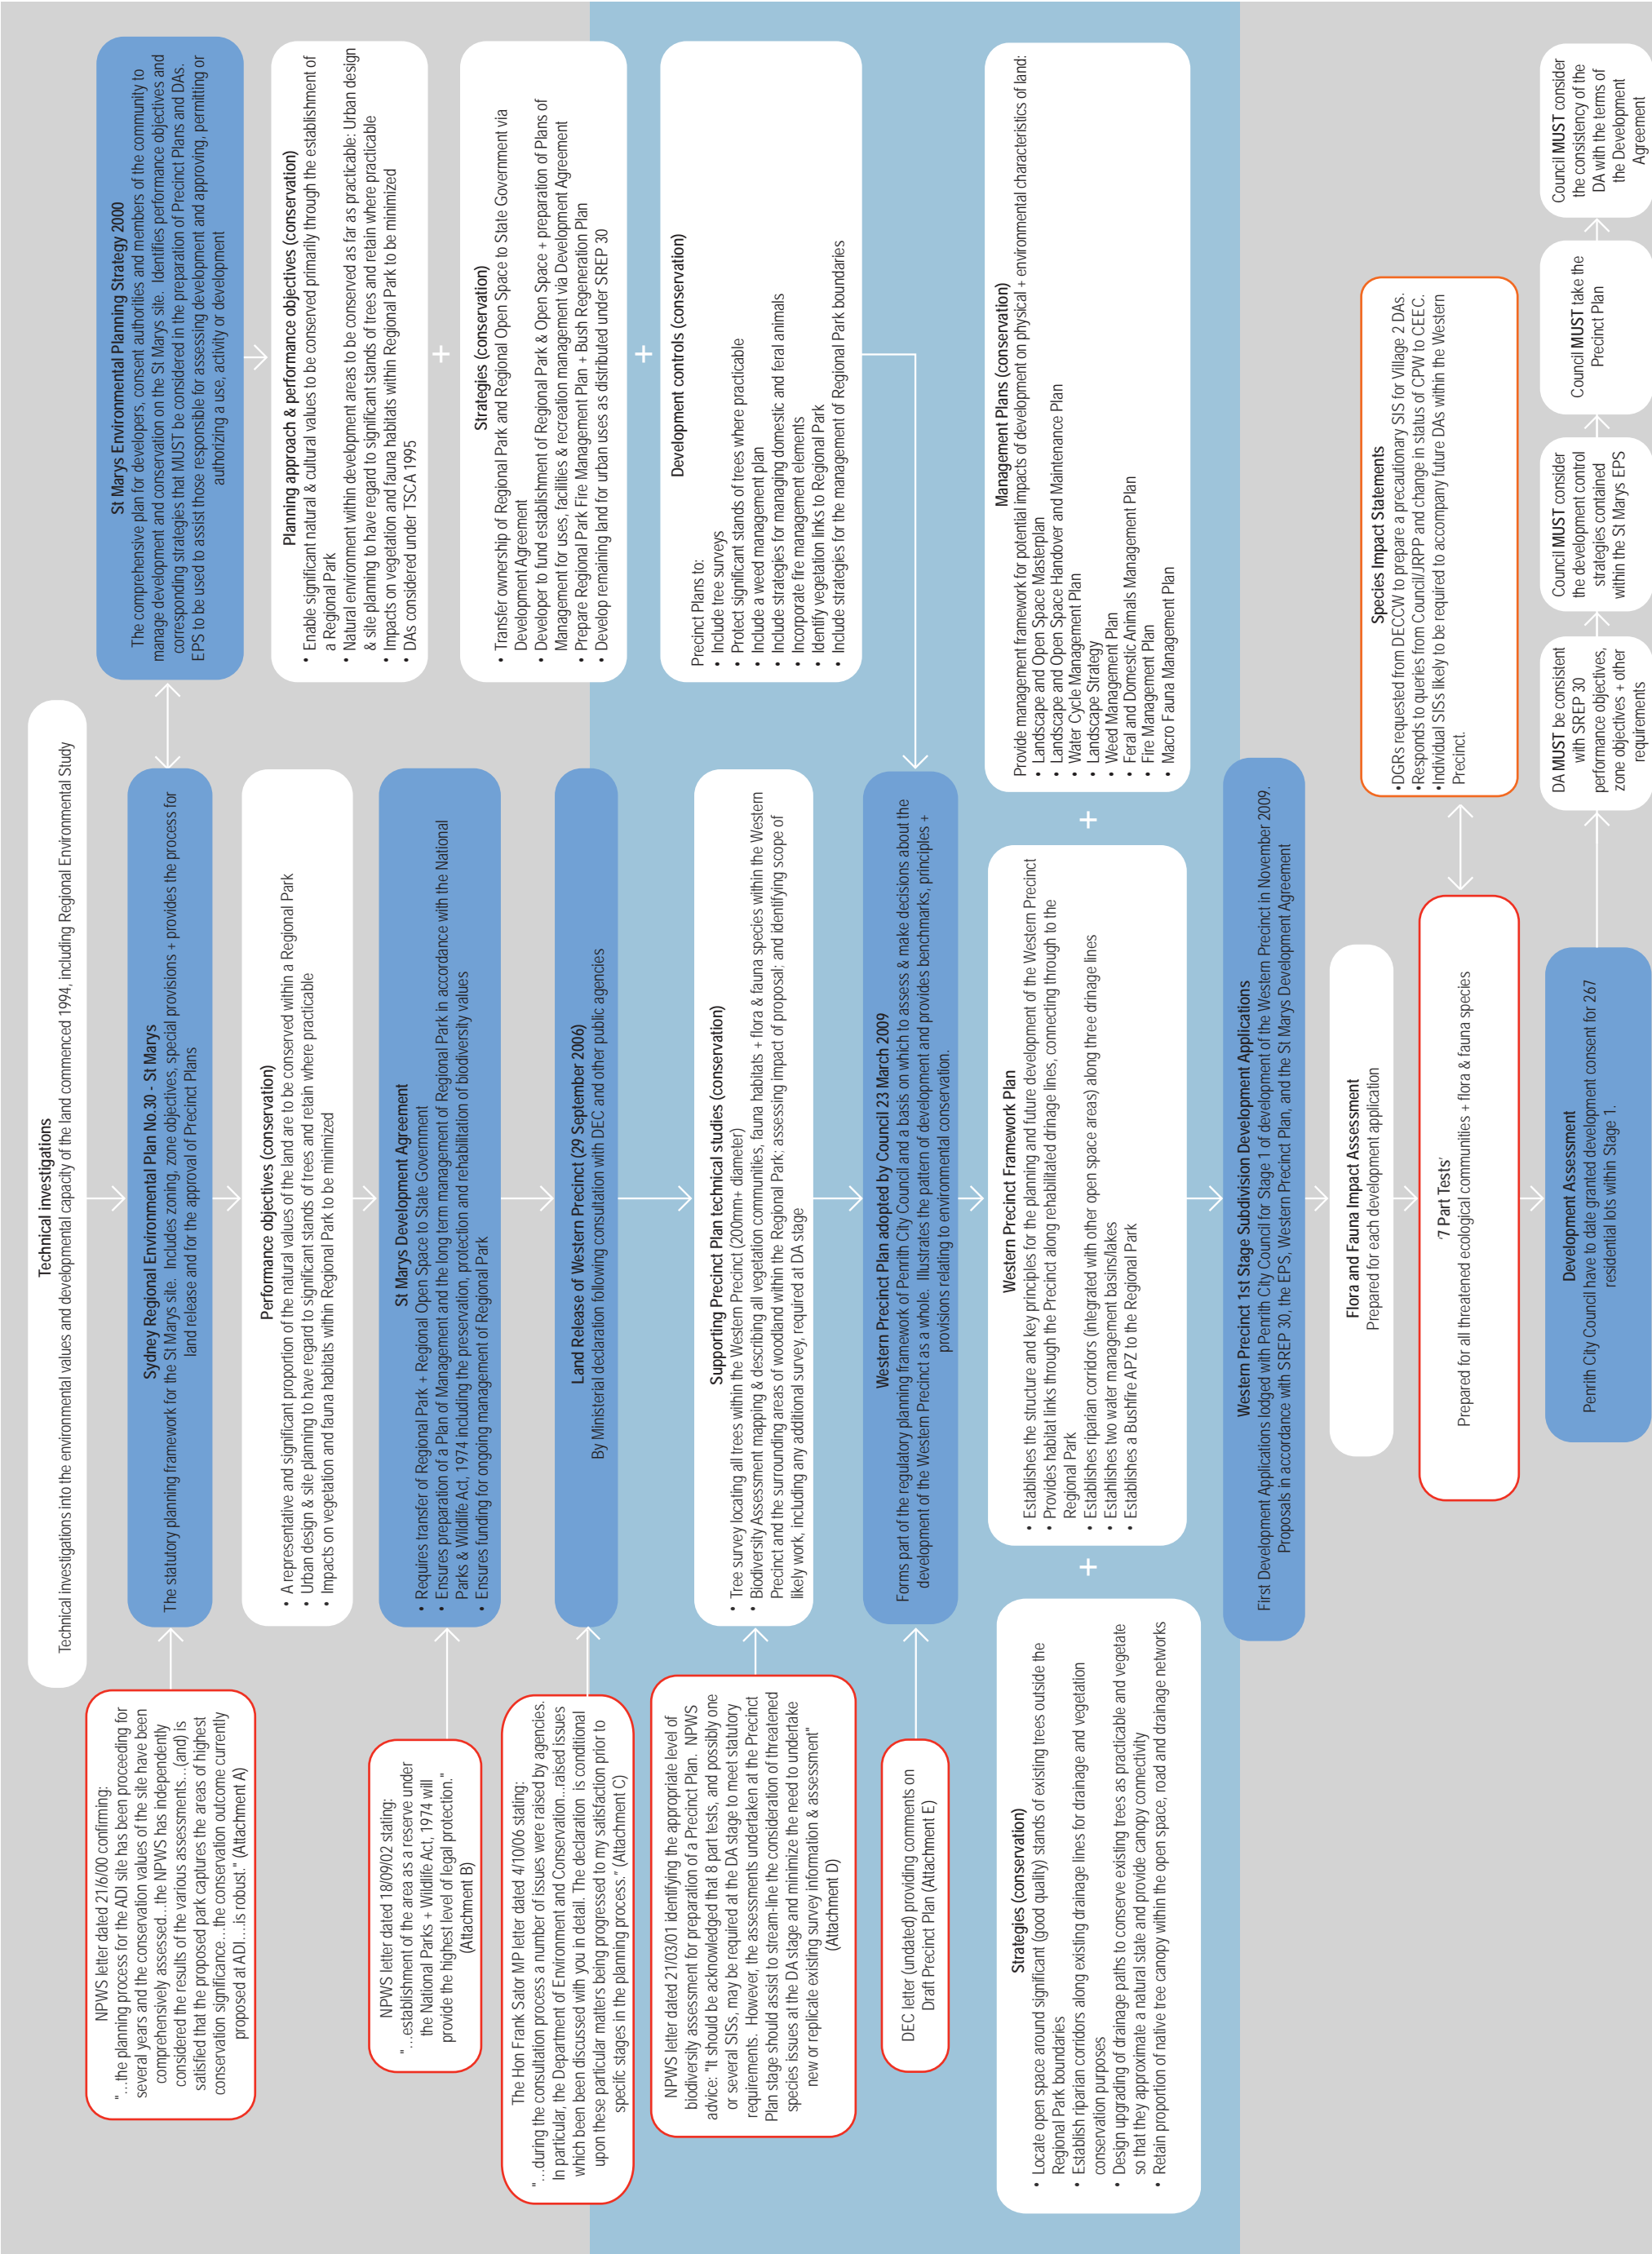 Technical investigations
Technical investigations into the environmental values and developmental capacity of the land commenced 1994, including Regional Environmental Study
NPWS letter dated 21/6/00 confirming:
"…the planning process for the ADI site has been proceeding for
several years and the conservation values of the site have been
comprehensively assessed…the NPWS has independently
considered the results of the various assessments…(and) is
satisfied that the proposed park captures the areas of highest
conservation significance…the conservation outcome currently
proposed at ADI…is robust." (Attachment A)
Sydney Regional Environmental Plan No.30 - St Marys
The statutory planning framework for the St Marys site. Includes zoning, zone objectives, special provisions + provides the process for
land release and for the approval of Precinct Plans
St Marys Environmental Planning Strategy 2000
The comprehensive plan for developers, consent authorities and members of the community to
manage development and conservation on the St Marys site. Identifies performance objectives and
corresponding strategies that MUST be considered in the preparation of Precinct Plans and DAs.
EPS to be used to assist those responsible for assessing development and approving, permitting or
authorizing a use, activity or development
Performance objectives (conservation)
• A representative and significant proportion of the natural values of the land are to be conserved within a Regional Park
• Urban design & site planning to have regard to significant stands of trees and retain where practicable
• Impacts on vegetation and fauna habitats within Regional Park to be minimized
Planning approach & performance objectives (conservation)
• Enable significant natural & cultural values to be conserved primarily through the establishment of
a Regional Park
• Natural environment within development areas to be conserved as far as practicable: Urban design
& site planning to have regard to significant stands of trees and retain where practicable
• Impacts on vegetation and fauna habitats within Regional Park to be minimized
• DAs considered under TSCA 1995
+
NPWS letter dated 18/09/02 stating:
"…establishment of the area as a reserve under
the National Parks + Wildlife Act, 1974 will
provide the highest level of legal protection."
(Attachment B)
St Marys Development Agreement
• Requires transfer of Regional Park + Regional Open Space to State Government
• Ensures preparation of a Plan of Management and the long term management of Regional Park in accordance with the National
Parks & Wildlife Act, 1974 including the preservation, protection and rehabilitation of biodiversity values
• Ensures funding for ongoing management of Regional Park
Strategies (conservation)
• Transfer ownership of Regional Park and Regional Open Space to State Government via
Development Agreement
• Developer to fund establishment of Regional Park & Open Space + preparation of Plans of
Management for uses, facilities & recreation management via Development Agreement
• Prepare Regional Park Fire Management Plan + Bush Regeneration Plan
• Develop remaining land for urban uses as distributed under SREP 30
+
The Hon Frank Sator MP letter dated 4/10/06 stating:
"…during the consultation process a number of issues were raised by agencies.
In particular, the Department of Environment and Conservation…raised issues
which been been discussed with you in detail. The declaration is conditional
upon these particular matters being progressed to my satisfaction prior to
specifc stages in the planning process." (Attachment C)
Land Release of Western Precinct (29 September 2006)
By Ministerial declaration following consultation with DEC and other public agencies
NPWS letter dated 21/03/01 identifying the appropriate level of
biodiversity assessment for preparation of a Precinct Plan. NPWS
advice: "It should be acknowledged that 8 part tests, and possibly one
or several SISs, may be required at the DA stage to meet statutory
requirements. However, the assessments undertaken at the Precinct
Plan stage should assist to stream-line the consideration of threatened
species issues at the DA stage and minimize the need to undertake
new or replicate existing survey information & assessment"
(Attachment D)
Supporting Precinct Plan technical studies (conservation)
• Tree survey locating all trees within the Western Precinct (200mm+ diameter)
• Biodiversity Assessment mapping & describing all vegetation communities, fauna habitats + flora & fauna species within the Western
Precinct and the surrounding areas of woodland within the Regional Park; assessing impact of proposal; and identifying scope of
likely work, including any additional survey, required at DA stage
Development controls (conservation)
Precinct Plans to:
• Include tree surveys
• Protect significant stands of trees where practicable
• Include a weed management plan
• Include strategies for managing domestic and feral animals
• Incorporate fire management elements
• Identify vegetation links to Regional Park
• Include strategies for the management of Regional Park boundaries
DEC letter (undated) providing comments on
Draft Precinct Plan (Attachment E)
Western Precinct Plan adopted by Council 23 March 2009
Forms part of the regulatory planning framework of Penrith City Council and a basis on which to assess & make decisions about the
development of the Western Precinct as a whole. Illustrates the pattern of development and provides benchmarks, principles +
provisions relating to environmental conservation.
Strategies (conservation)
• Locate open space around significant (good quality) stands of existing trees outside the
Regional Park boundaries
• Establish riparian corridors along existing drainage lines for drainage and vegetation
conservation purposes
• Design upgrading of drainage paths to conserve existing trees as practicable and vegetate
so that they approximate a natural state and provide canopy connectivity
• Retain proportion of native tree canopy within the open space, road and drainage networks
+
Western Precinct Framework Plan
• Establishes the structure and key principles for the planning and future development of the Western Precinct
• Provides habitat links through the Precinct along rehabilitated dringe lines, connecting through to the
Regional Park
• Establishes riparian corridors (integrated with other open space areas) along three drinage lines
• Estahlishes two water management basins/lakes
• Establishes a Bushfire APZ to the Regional Park
+
Management Plans (conservation)
Provide management framework for potential impacts of development on physical + environmental characteristics of land:
• Landscape and Open Space Masterplan
• Landscape and Open Space Handover and Maintenance Plan
• Water Cycle Management Plan
• Landscape Strategy
• Weed Management Plan
• Feral and Domestic Animals Management Plan
• Fire Management Plan
• Macro Fauna Management Plan
Western Precinct 1st Stage Subdivision Development Applications
First Development Applications lodged with Penrith City Council for Stage 1 of development of the Western Precinct in November 2009.
Proposals in accordance with SREP 30, the EPS, Western Precinct Plan, and the St Marys Development Agreement
Flora and Fauna Impact Assessment
Prepared for each development application
'7 Part Tests'
Prepared for all threatened ecological communities + flora & fauna species
Species Impact Statements
•DGRs requested from DECCW to prepare a precautionary SIS for Village 2 DAs.
•Responds to queries from Council/JRPP and change in status of CPW to CEEC.
•Individual SISs likely to be required to accompany future DAs within the Western
Precinct.
Development Assessment
Penrith City Council have to date granted development consent for 267
residential lots within Stage 1.
DA MUST be consistent
with SREP 30
performance objectives,
zone objectives + other
requirements
Council MUST consider
the development control
strategies contained
within the St Marys EPS
Council MUST take the
Precinct Plan
Council MUST consider
the consistency of the
DA with the terms of
the Development
Agreement